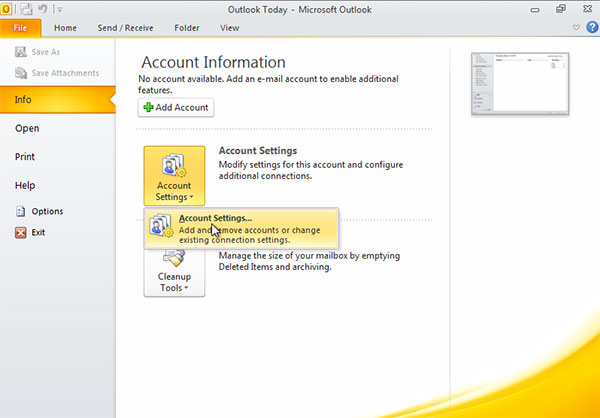 Outlook Today - Microsoft Outlook
File Home Send / Receive Folder View
Save As
Save Attachments
Info
Open
Print
Help
Options
Exit
Account Information
No account available. Add an e-mail account to enable additional
features.
Add Account
Account
Settings
Account Settings
Modify settings for this account and configure
additional connections.
Account Settings...
Add and remove accounts or change
existing connection settings.
Cleanup
Tools
Manage the size of your mailbox by emptying
Deleted Items and archiving.